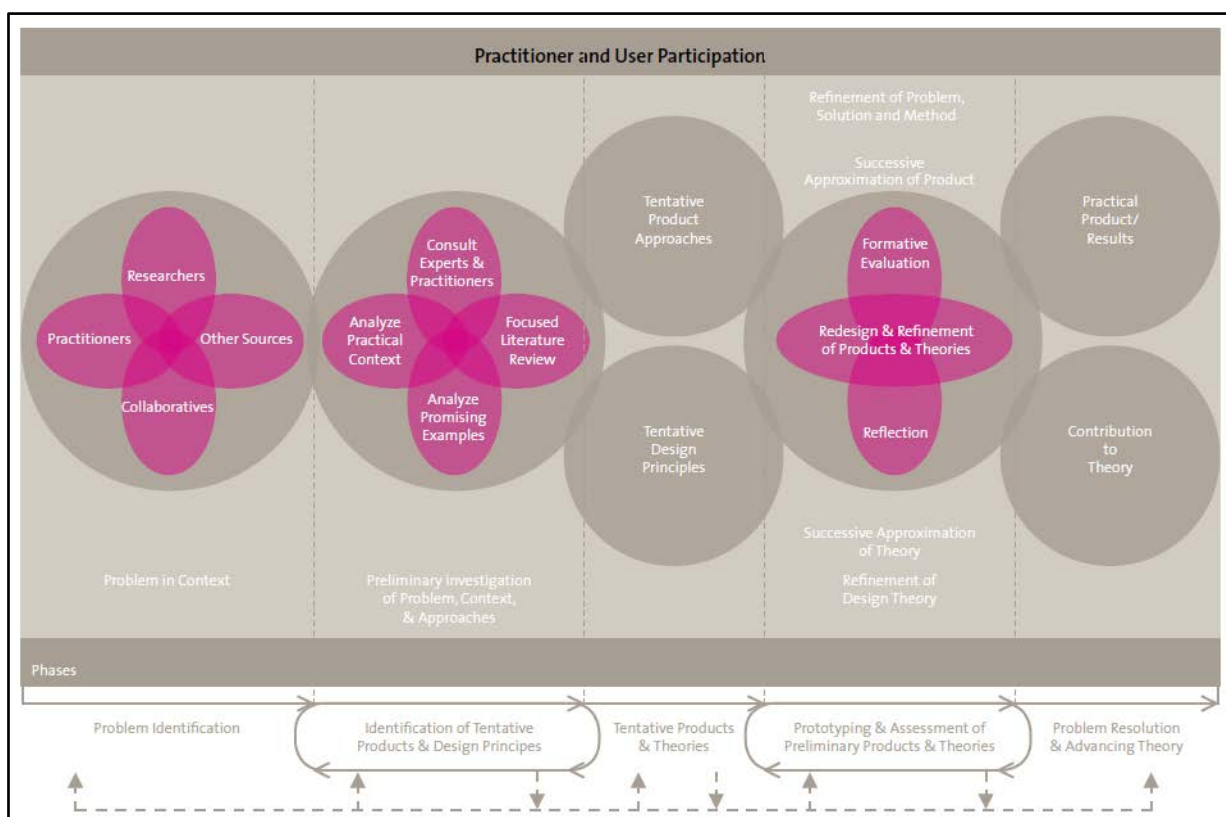 Practitioner and User Participation
Researchers
Practitioners
Other Sources
Collaboratives
Problem in Context
Consult
Experts &
Practitioners
Analyze
Practical
Context
Focused
Literature
Review
Analyze
Promising
Examples
Preliminary Investigation
of Problem, Context,
& Approaches
Tentative
Product
Approaches
Tentative
Design
Principles
Refinement of Problem,
Solution and Method
Successive
Approximation of Product
Formative
Evaluation
Redesign & Refinement
of Products & Theories
Reflection
Successive Approximation
of Theory
Refinement of
Design Theory
Practical
Product/
Results
Contribution
to
Theory
Phases
Problem Identification
Identification of Tentative
Products & Design Principes
Tentative Products
& Theories
Prototyping & Assessment of
Preliminary Products & Theories
Problem Resolution
& Advancing Theory